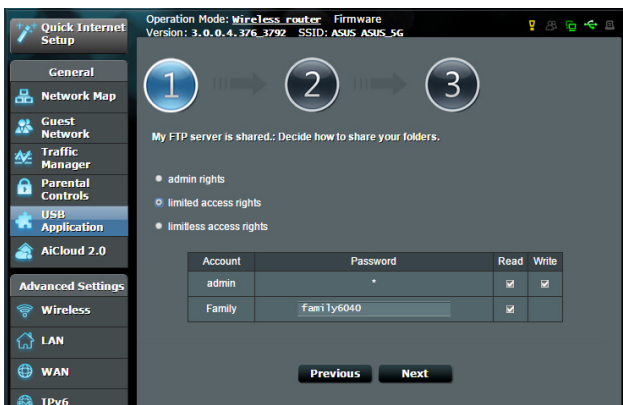 Quick Internet
Setup
Operation Mode: Wireless router Firmware
Version: 3.0.0.4.376_3792 SSID: ASUS ASUS_5G
General
Network Map
Guest
Network
Traffic
Manager
Parental
Controls
USB
Application
AiCloud 2.0
Advanced Settings
Wireless
LAN
WAN
IPv6
1
2
3
My FTP server is shared.: Decide how to share your folders.
admin rights
limited access rights
limitless access rights
Account Password Read Write
admin *
Family family6040
Previous Next